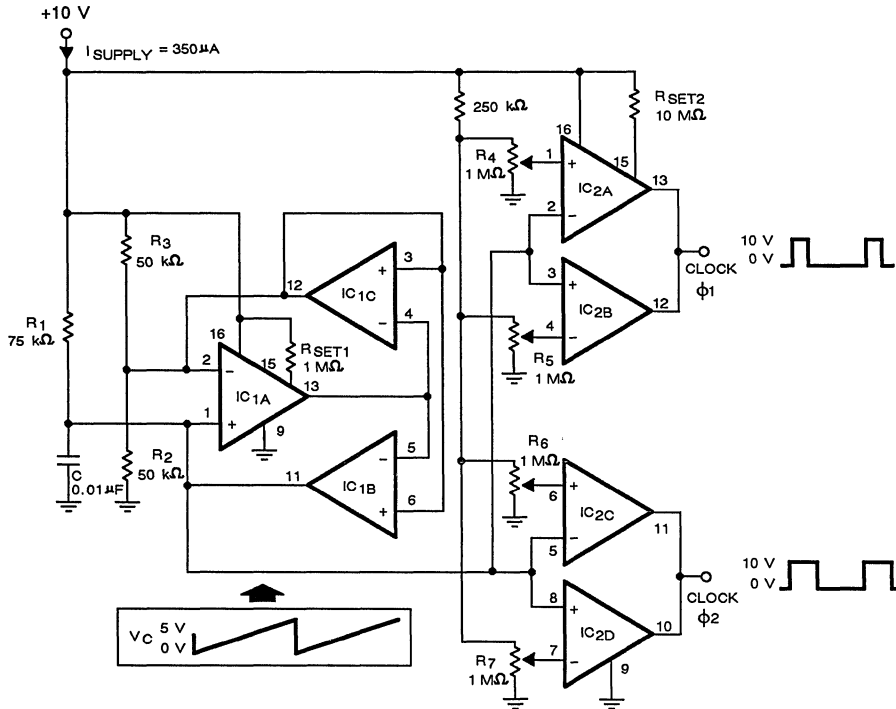 +10 V
I SUPPLY = 350μA
250 kΩ
RSET2
10 MΩ
16
R4
1 MΩ
1
+
15
IC2A
13
2
−
R3
50 kΩ
12
IC1C
3
+
4
−
3
+
IC2B
12
4
−
10 V
0 V
CLOCK
ϕ1
R1
75 kΩ
16
15
RSET1
1 MΩ
R5
1 MΩ
2
−
IC1A
13
1
+
9
R2
50 kΩ
C
0.01μF
11
IC1B
5
−
6
+
R6
1 MΩ
6
+
IC2C
11
5
−
10 V
0 V
CLOCK
ϕ2
8
+
IC2D
10
7
−
9
R7
1 MΩ
VC
5 V
0 V